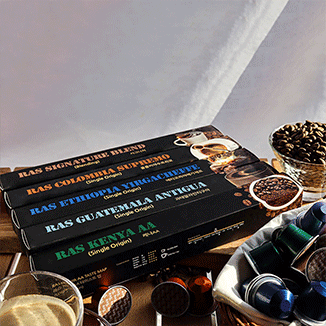 RAS SIGNATURE BLEND
(Blending)
RAS COLOMBIA SUPREMO
(Single Origin)
RAS ETHIOPIA YIRGACHEFFE
(Single Origin)
RAS GUATEMALA ANTIGUA
(Single Origin)
RAS KENYA AA
(Single Origin)